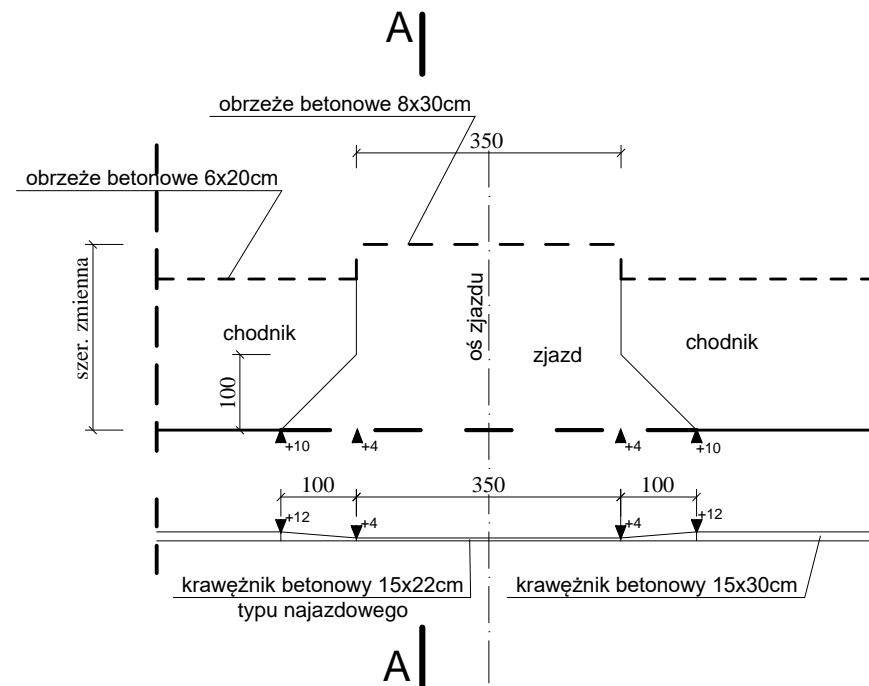 A
obrzeże betonowe 8x30cm
350
obrzeże betonowe 6x20cm
szer. zmienna
chodnik
100
oś zjazdu
zjazd
chodnik
+10
+4
+4
+10
100
350
100
+12
+4
+4
+12
krawężnik betonowy 15x22cm
typu najazdowego
krawężnik betonowy 15x30cm
A